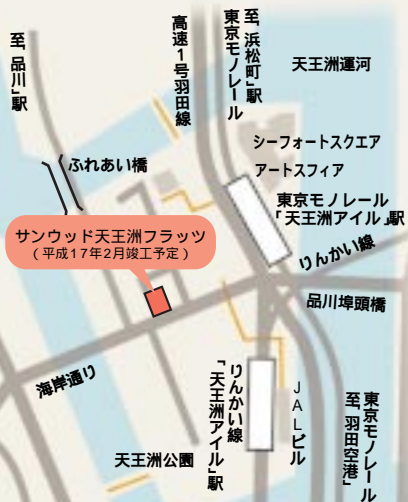 至「品川」駅
高速1号羽田線
東京モノレール
至「浜松町」駅
天王洲運河
ふれあい橋
シーフォートスクエア
アートスフィア
東京モノレール
「天王洲アイル」駅
サンウッド天王洲フラッツ
(平成17年2月竣工予定)
りんかい線
品川埠頭橋
海岸通り
りんかい線
「天王洲アイル」駅
JALビル
東京モノレール
至「羽田空港」
天王洲公園